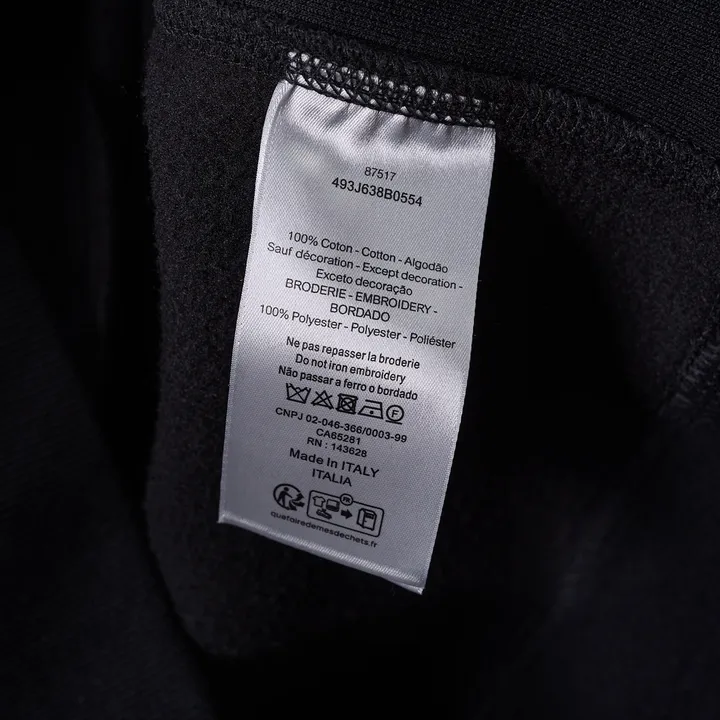 87517
493J638B0554
100% Coton - Cotton - Algodão
Sauf décoration - Except decoration -
Exceto decoração
BRODERIE - EMBROIDERY -
BORDADO
100% Polyester - Polyester - Poliéster
Ne pas repasser la broderie
Do not iron embroidery
Não passar a ferro o bordado
F
CNPJ 02-046-366/0003-99
CA65281
RN : 143628
Made In ITALY
ITALIA
FR
quefairedemesdechets.fr